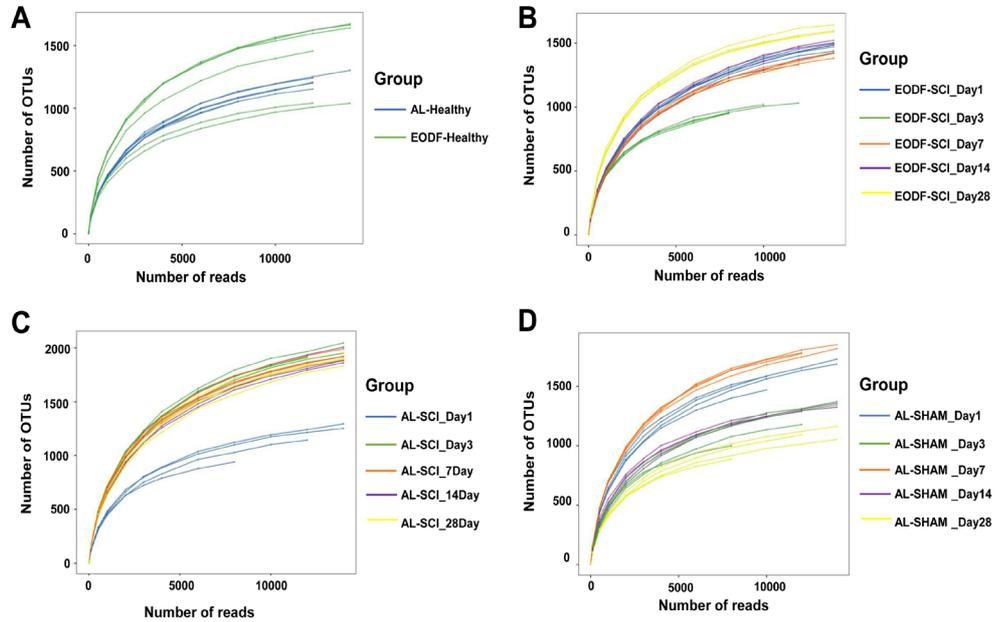 A
Number of OTUs
1500
1000
500
0
0 5000 10000
Number of reads
Group
AL-Healthy
EODF-Healthy
B
Number of OTUs
1500
1000
500
0
0 5000 10000
Number of reads
Group
EODF-SCI_Day1
EODF-SCI_Day3
EODF-SCI_Day7
EODF-SCI_Day14
EODF-SCI_Day28
C
Number of OTUs
2000
1500
1000
500
0
0 5000 10000
Number of reads
Group
AL-SCI_Day1
AL-SCI_Day3
AL-SCI_7Day
AL-SCI_14Day
AL-SCI_28Day
D
Number of OTUs
1500
1000
500
0
0 5000 10000
Number of reads
Group
AL-SHAM_Day1
AL-SHAM _Day3
AL-SHAM _Day7
AL-SHAM _Day14
AL-SHAM _Day28